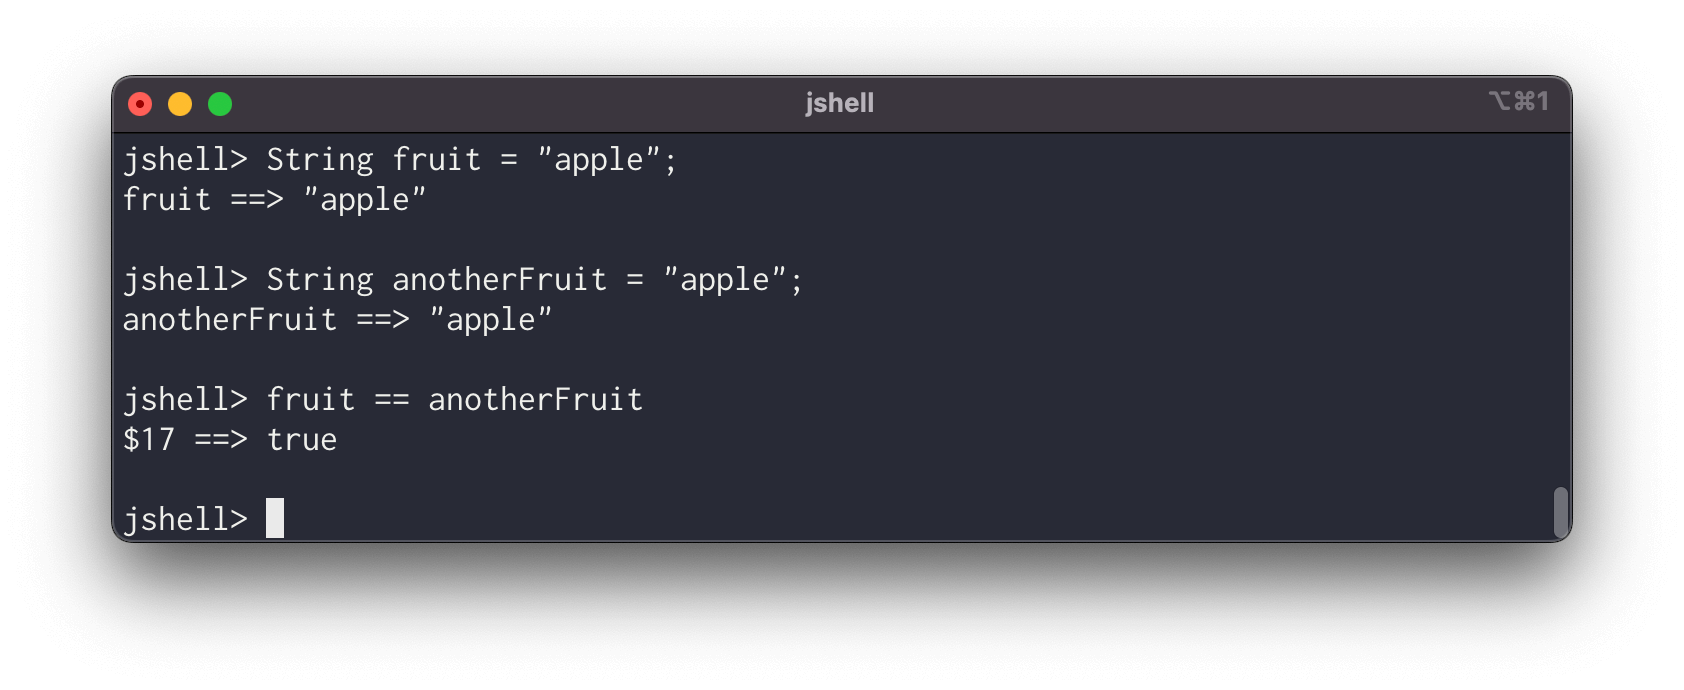 jshell
⌥⌘1
jshell> String fruit = "apple";
fruit ==> "apple"
jshell> String anotherFruit = "apple";
anotherFruit ==> "apple"
jshell> fruit == anotherFruit
$17 ==> true
jshell>